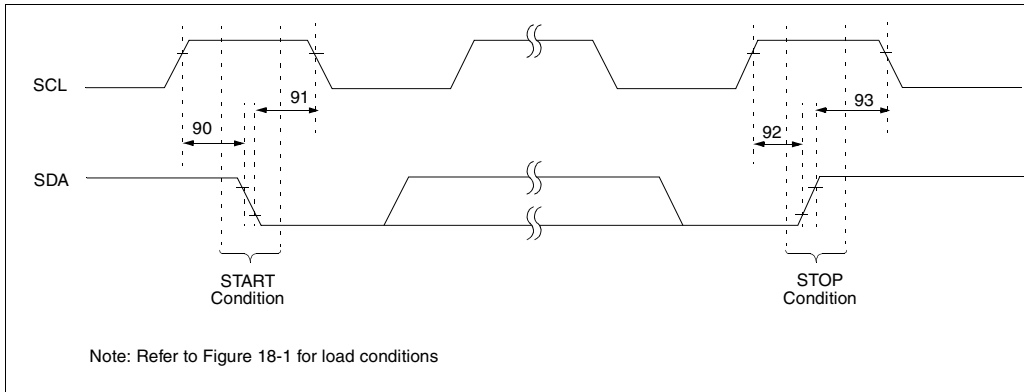 SCL
91
93
90
92
SDA
START
Condition
STOP
Condition
Note: Refer to Figure 18-1 for load conditions